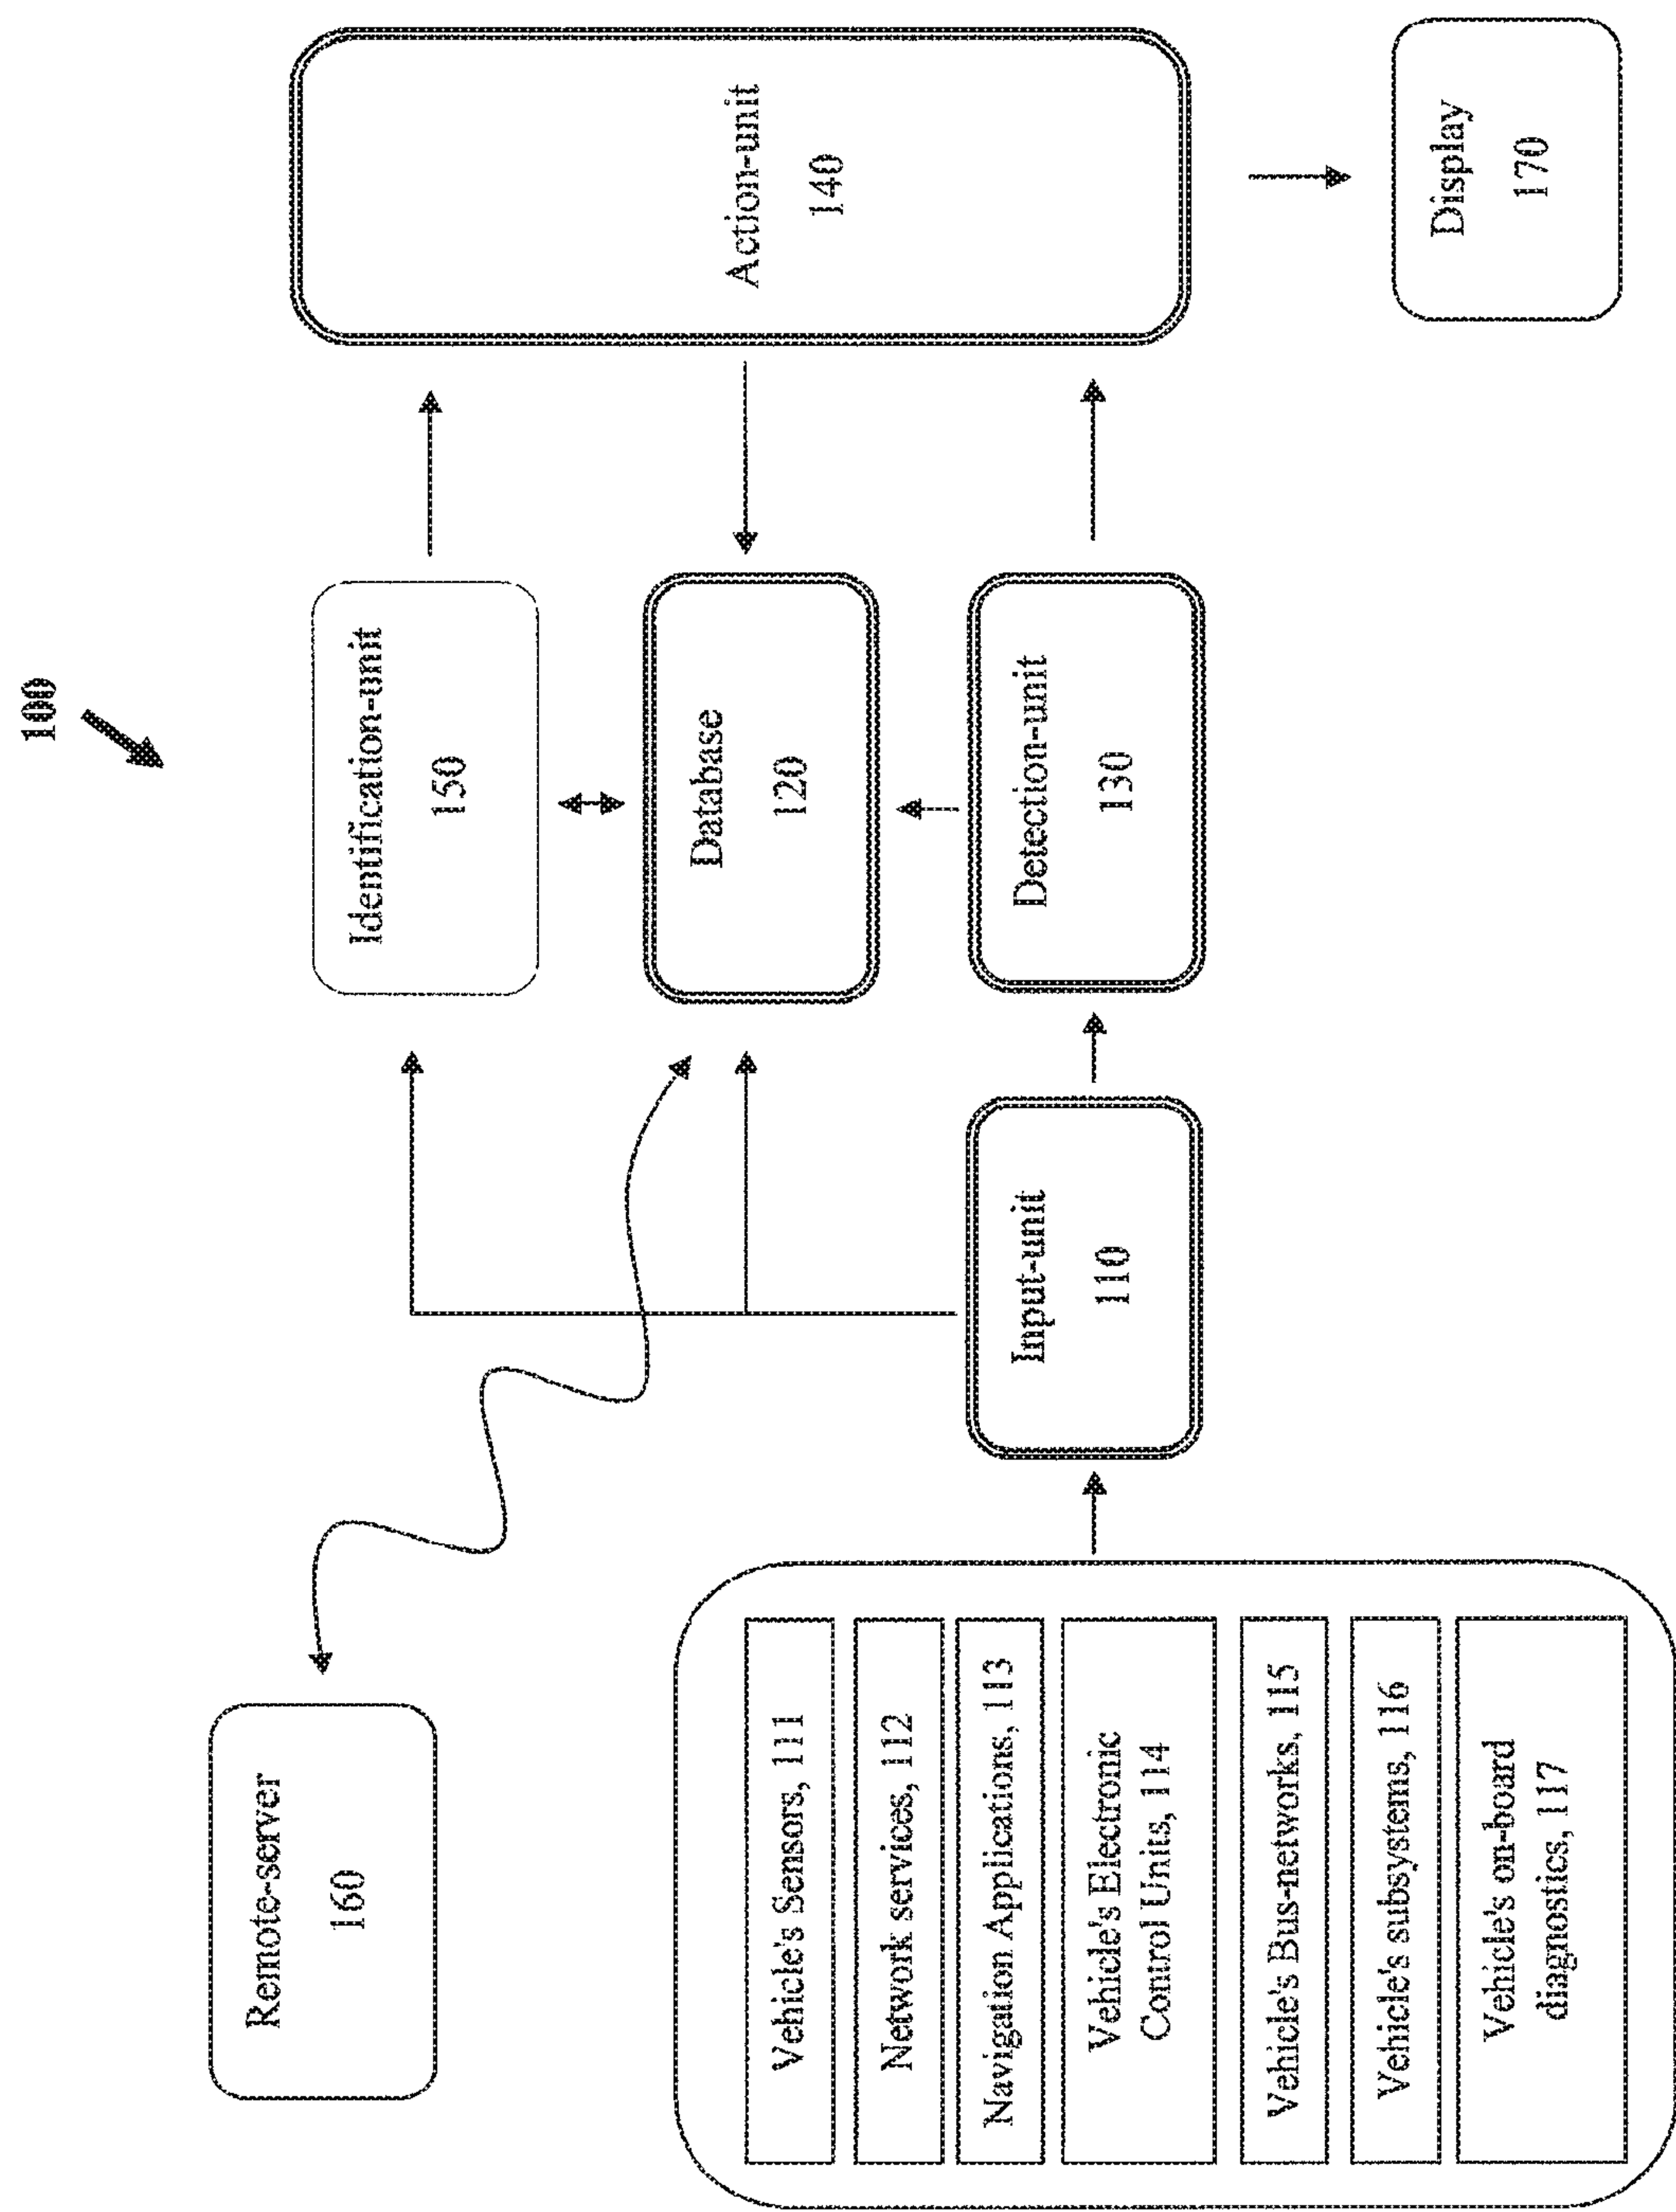 100
Remote-server
160
Vehicle's Sensors, 111
Network services, 112
Navigation Applications, 113
Vehicle's Electronic
Control Units, 114
Vehicle's Bus-networks, 115
Vehicle's subsystems, 116
Vehicle's on-board
diagnostics, 117
Input-unit
110
Identification-unit
150
Database
120
Detection-unit
130
Action-unit
140
Display
170